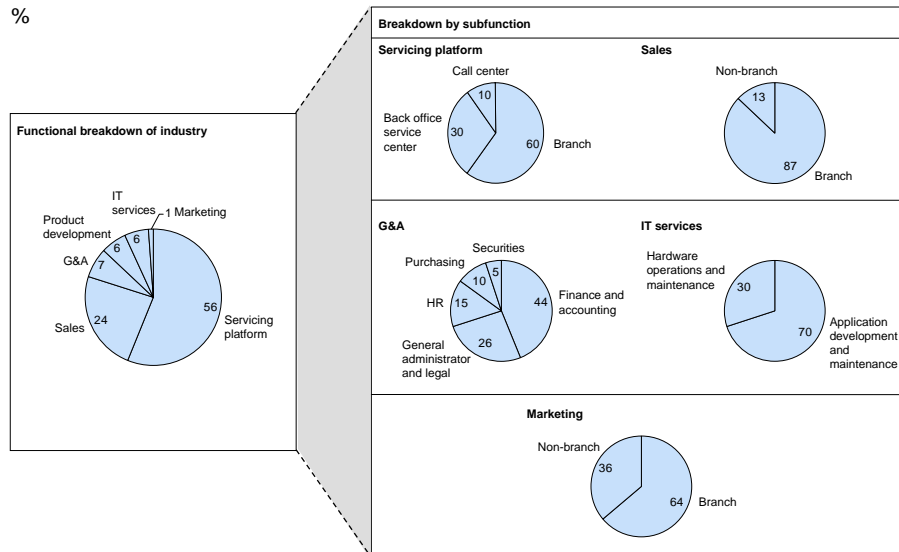 %
Functional breakdown of industry
IT
services
1 Marketing
Product
development
6
6
G&A
7
Sales
24
56
Servicing
platform
Breakdown by subfunction
Servicing platform
Call center
10
Back office
service
center
30
60
Branch
Sales
Non-branch
13
87
Branch
G&A
Securities
5
Purchasing
10
HR
15
44
Finance and
accounting
General
administrator
and legal
26
IT services
Hardware
operations and
maintenance
30
70
Application
development
and
maintenance
Marketing
Non-branch
36
64
Branch